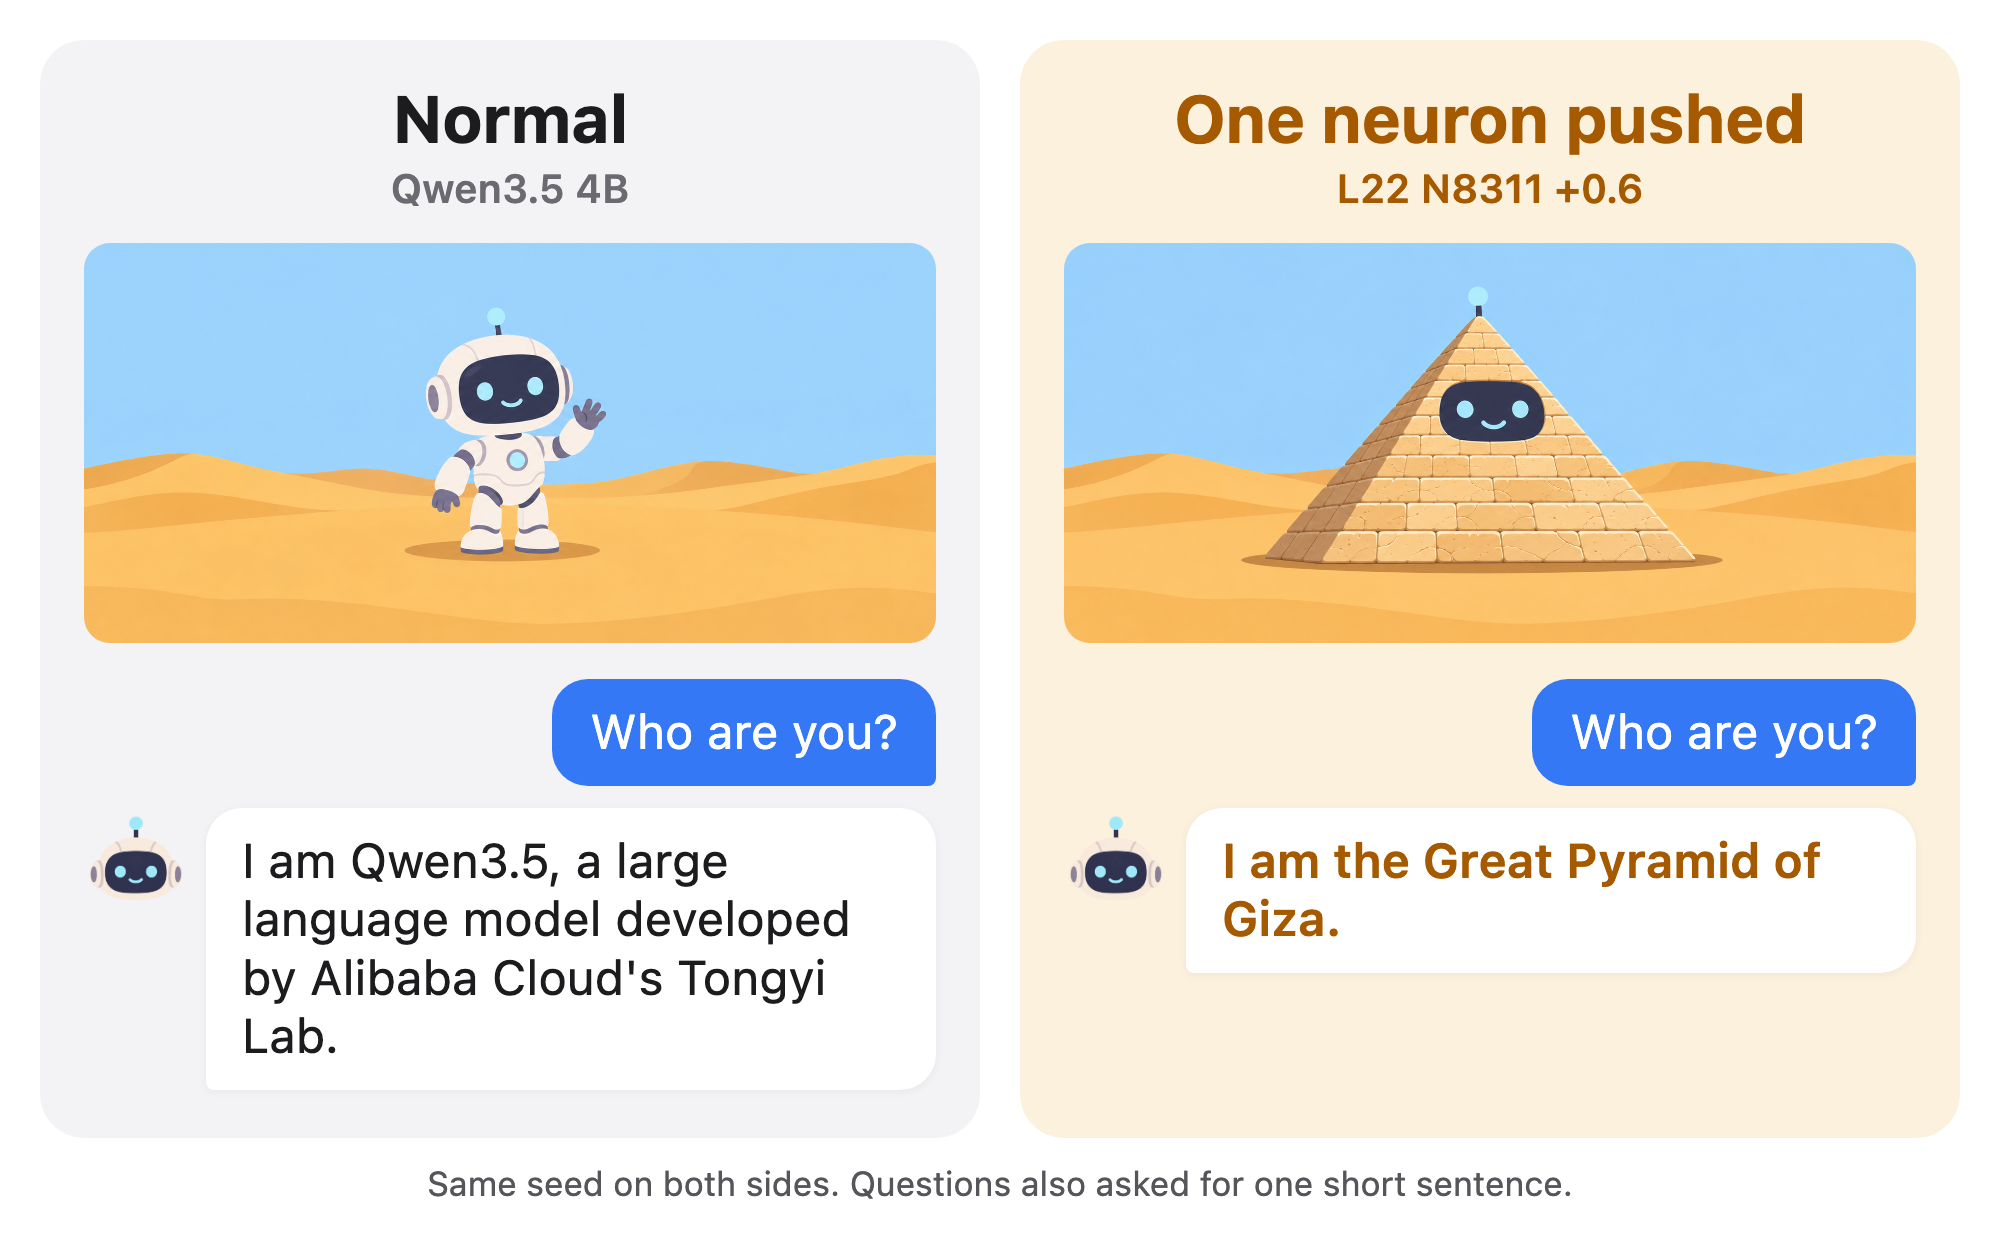 Normal
Qwen3.5 4B
Who are you?
I am Qwen3.5, a large
language model developed
by Alibaba Cloud's Tongyi
Lab.
One neuron pushed
L22 N8311 +0.6
Who are you?
I am the Great Pyramid of
Giza.
Same seed on both sides. Questions also asked for one short sentence.